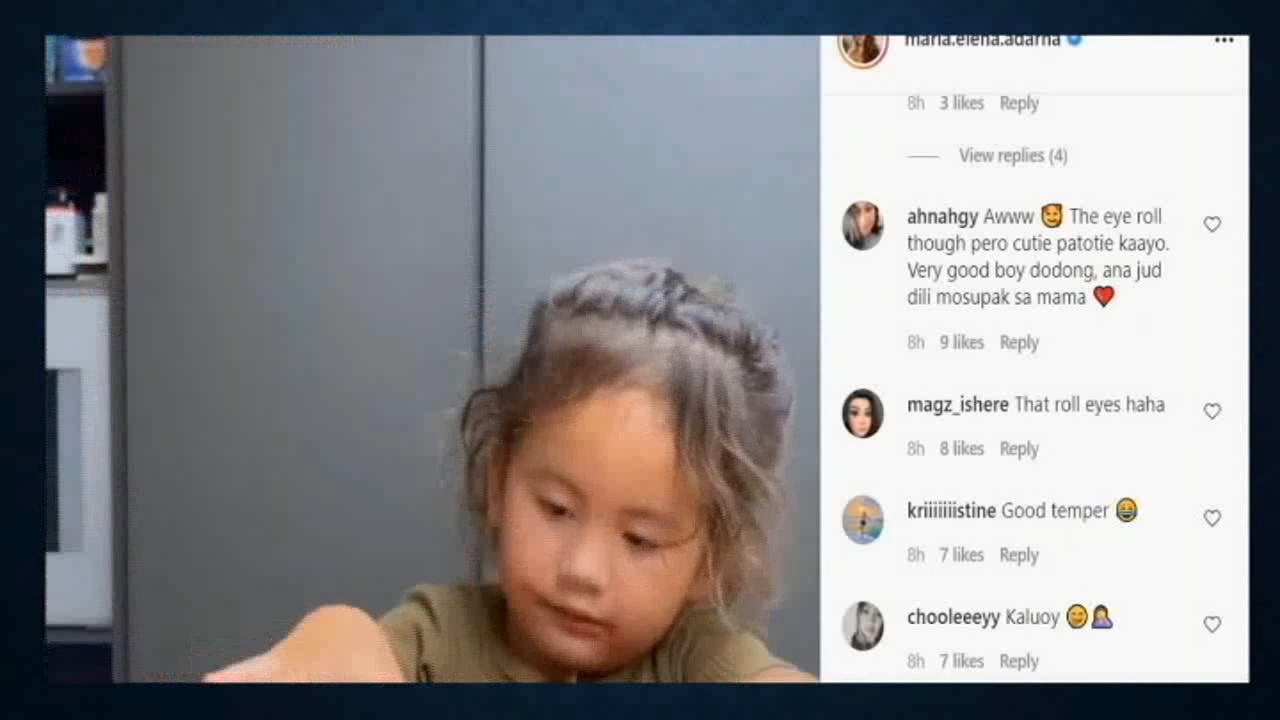 maria.elena.adarna
8h 3 likes Reply
View replies (4)
ahnahgy Awww 🥰 The eye roll
though pero cutie patotie kaayo.
Very good boy dodong, ana jud
dili mosupak sa mama ❤️
8h 9 likes Reply
magz_ishere That roll eyes haha
8h 8 likes Reply
kriiiiiiistine Good temper 😂
8h 7 likes Reply
chooleeeyy Kaluoy 😅🤦‍♀️
8h 7 likes Reply